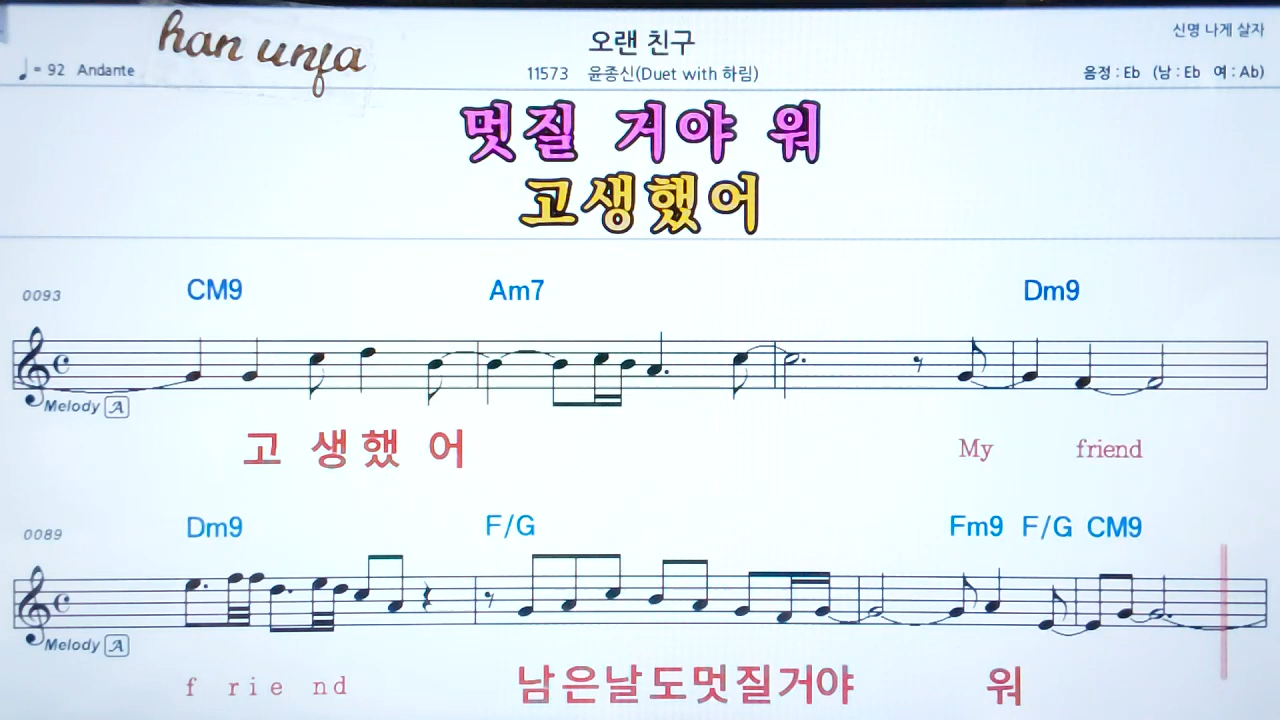 han unja
오랜 친구
신명 나게 살자
♩= 92 Andante
11573 윤종신(Duet with 하림)
음정 : Eb (남 : Eb 여 : Ab)
멋질 거야 워
고생했어
0093 CM9 Am7 Dm9
Melody A
고 생 했 어 My friend
0089 Dm9 F/G Fm9 F/G CM9
Melody A
f rie nd 남은날도멋질거야 워